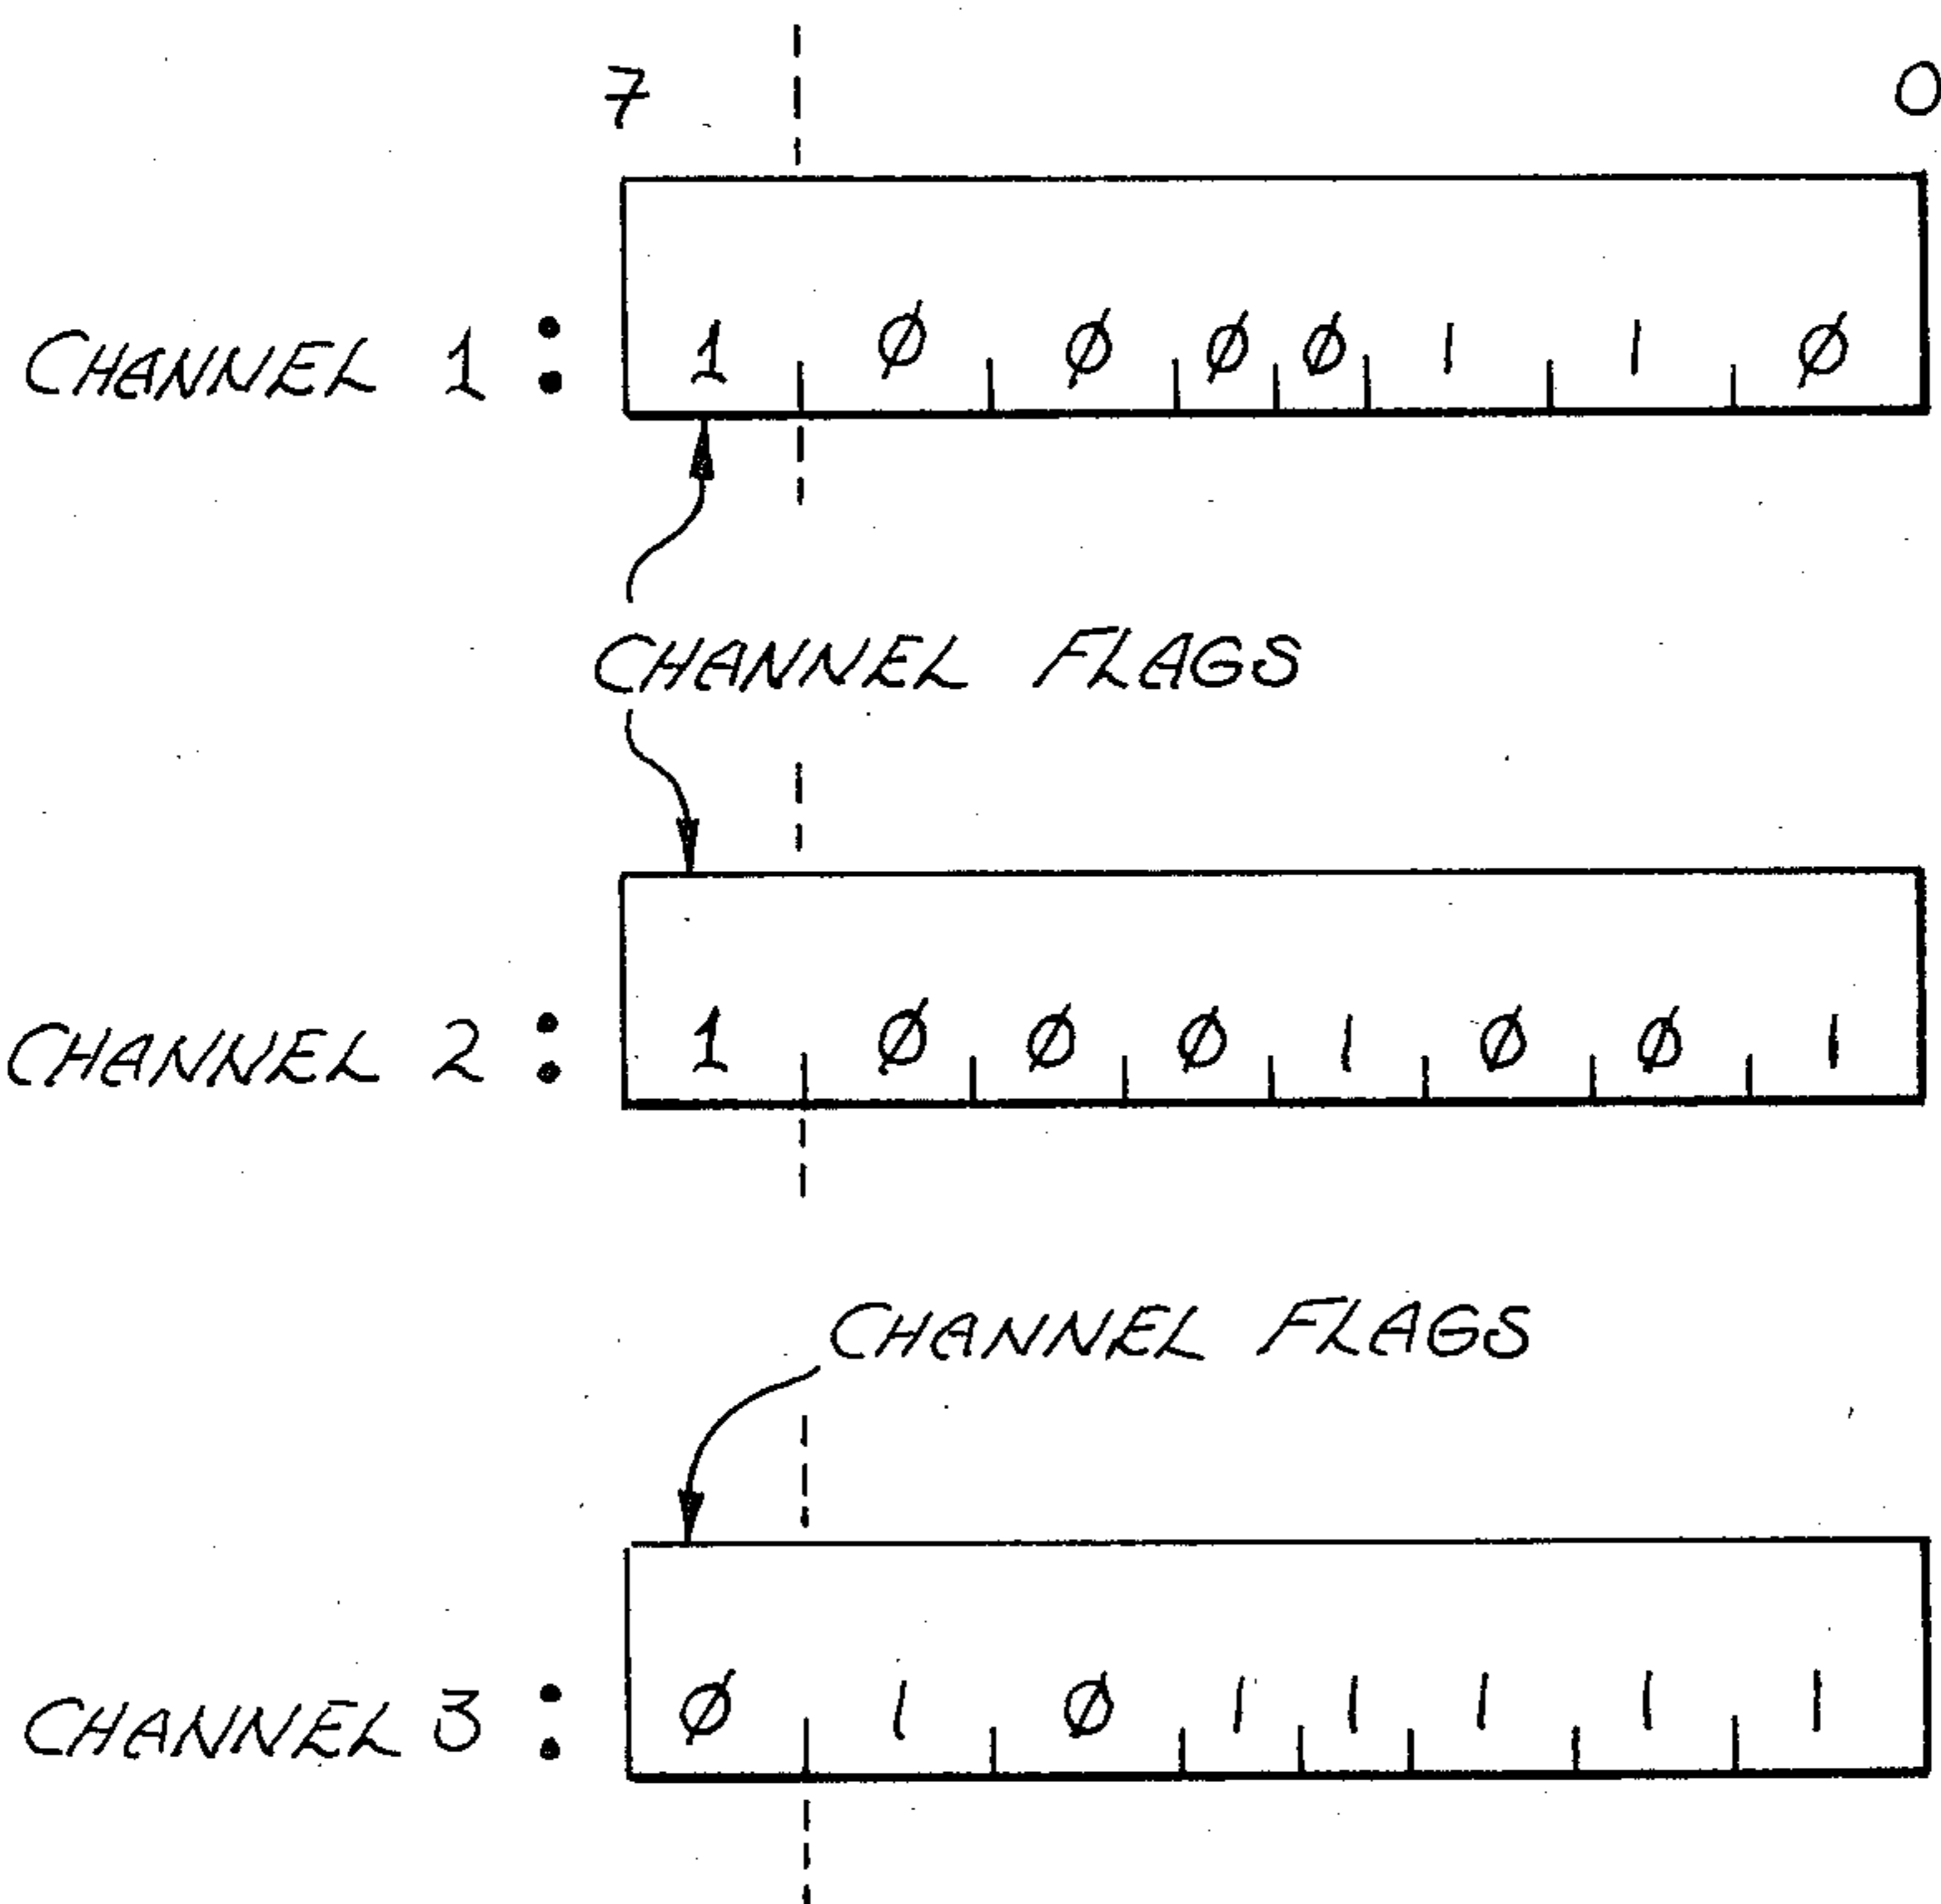 7 0
CHANNEL 1: 1 Ø Ø Ø Ø 1 1 Ø
CHANNEL FLAGS
CHANNEL 2: 1 Ø Ø Ø 1 Ø Ø 1
CHANNEL FLAGS
CHANNEL 3: Ø 1 Ø 1 1 1 1 1